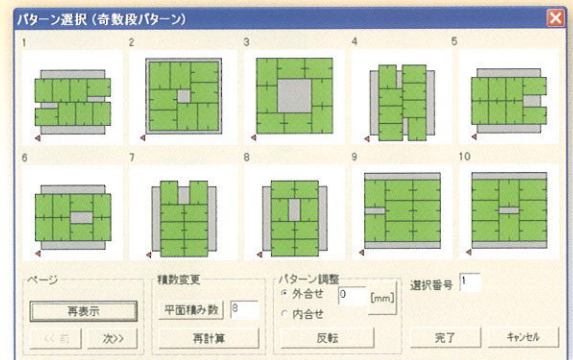 パターン選択(奇数段パターン)
1 2 3 4 5
6 7 8 9 10
ページ
再表示
<<前 次>>
積数変更
平面積み数 8
再計算
パターン調整
外合せ 0 [mm]
内合せ
反転
選択番号 1
完了 キャンセル